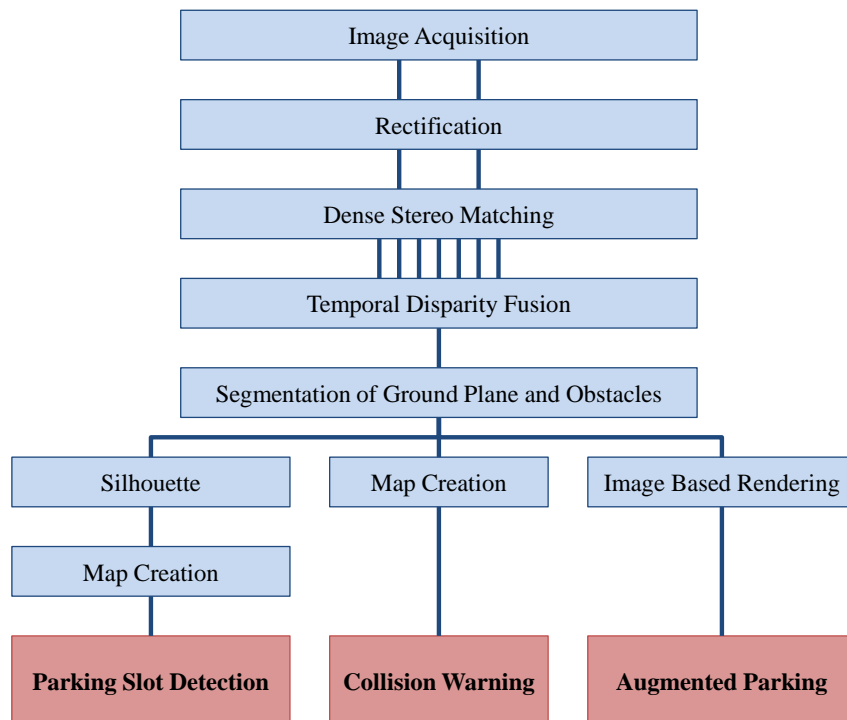 Image Acquisition
Rectification
Dense Stereo Matching
Temporal Disparity Fusion
Segmentation of Ground Plane and Obstacles
Silhouette
Map Creation
Image Based Rendering
Map Creation
Parking Slot Detection
Collision Warning
Augmented Parking